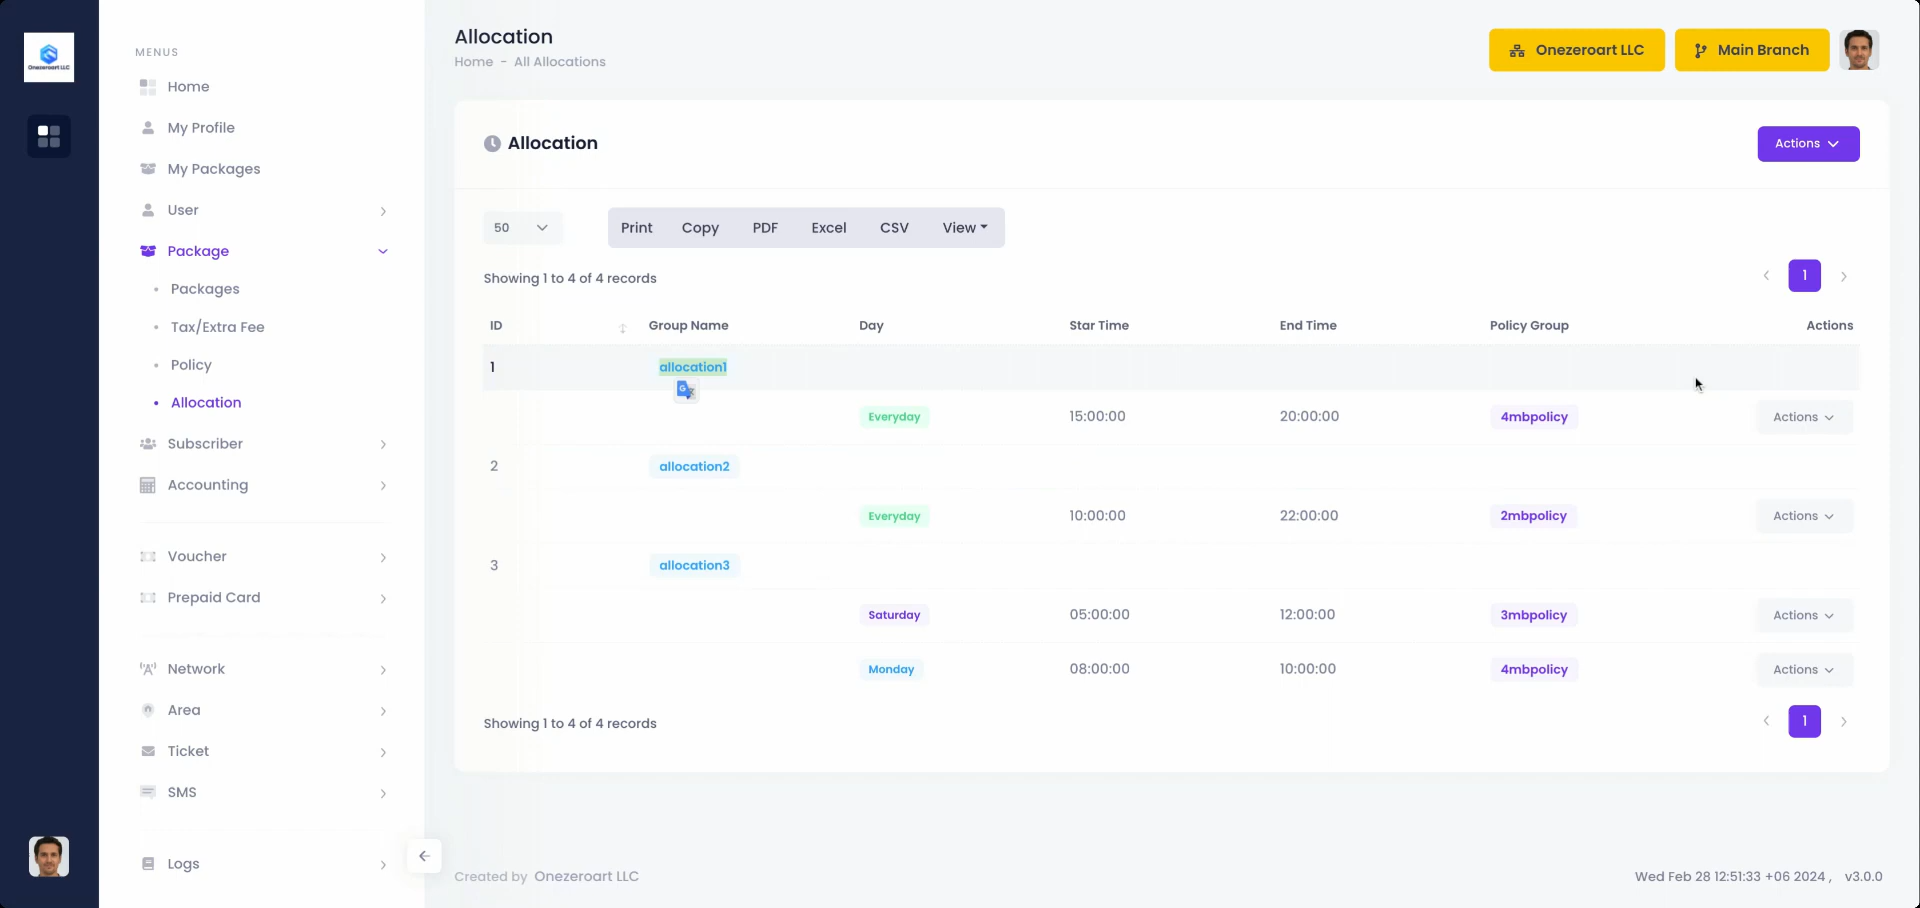 Onezeroart LLC
MENUS
Home
My Profile
My Packages
User
Package
Packages
Tax/Extra Fee
Policy
Allocation
Subscriber
Accounting
Voucher
Prepaid Card
Network
Area
Ticket
SMS
Logs
Allocation
Home - All Allocations
Onezeroart LLC
Main Branch
Allocation
Actions
50
Print Copy PDF Excel CSV View
Showing 1 to 4 of 4 records
1
ID Group Name Day Star Time End Time Policy Group Actions
1 allocation1
Everyday 15:00:00 20:00:00 4mbpolicy Actions
2 allocation2
Everyday 10:00:00 22:00:00 2mbpolicy Actions
3 allocation3
Saturday 05:00:00 12:00:00 3mbpolicy Actions
Monday 08:00:00 10:00:00 4mbpolicy Actions
Showing 1 to 4 of 4 records
1
Created by Onezeroart LLC
Wed Feb 28 12:51:33 +06 2024 , v3.0.0